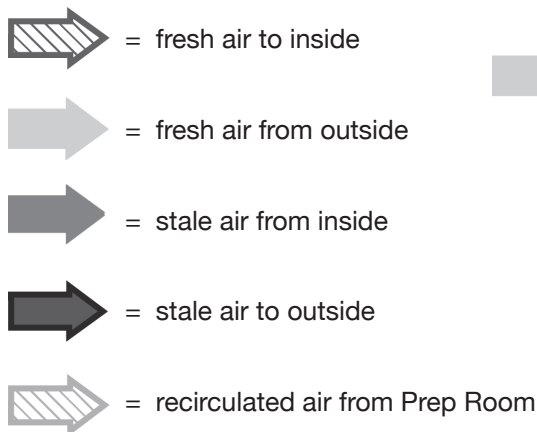 = fresh air to inside
= fresh air from outside
= stale air from inside
= stale air to outside
= recirculated air from Prep Room